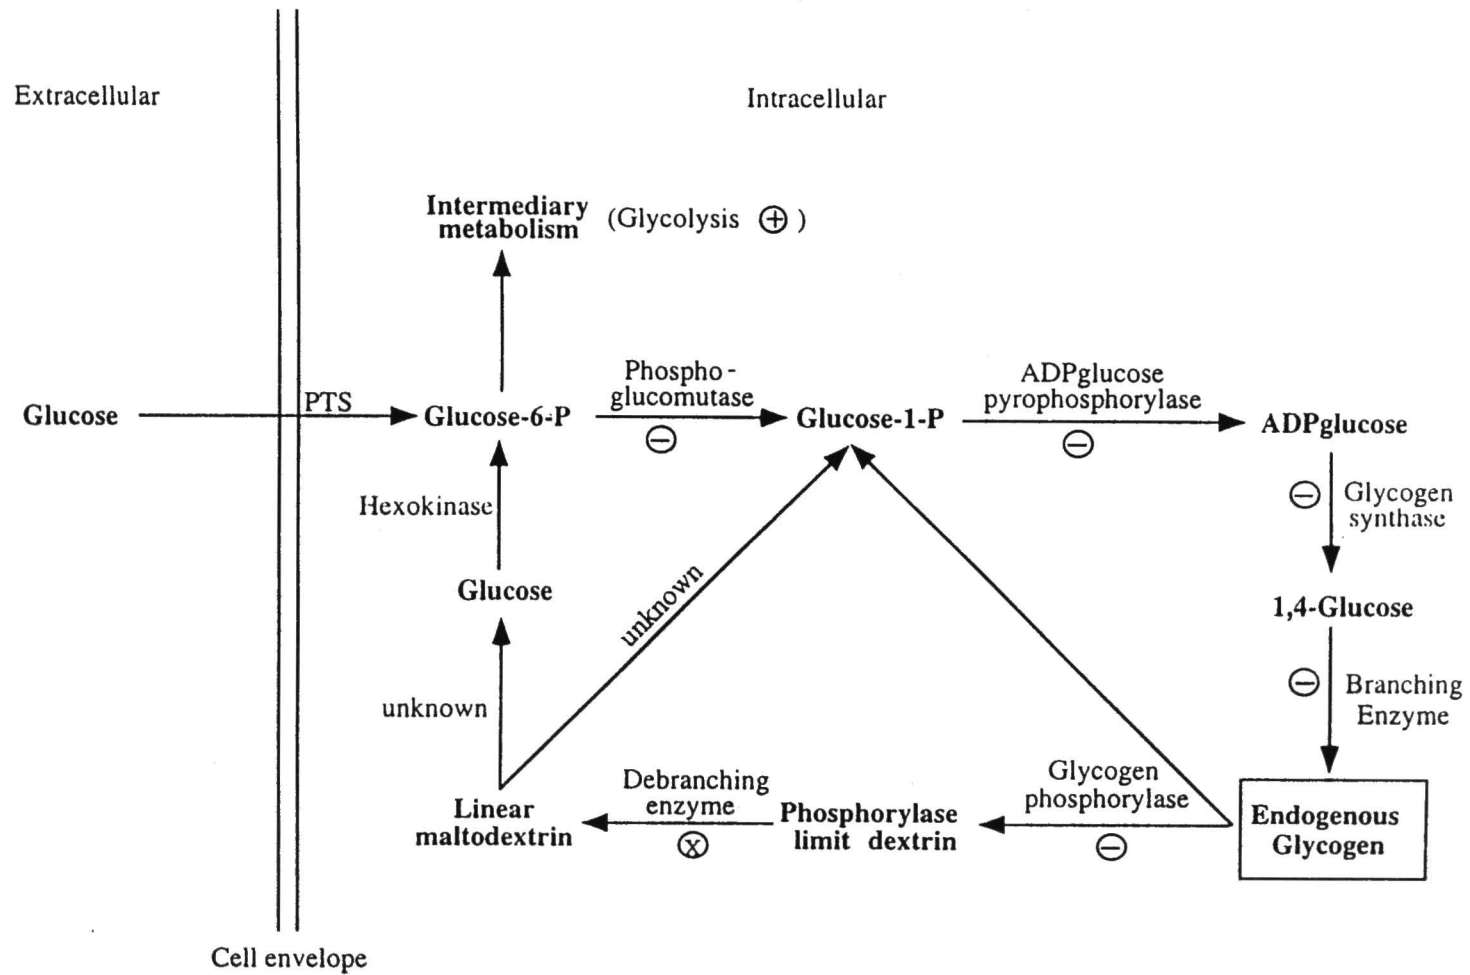 Extracellular
Intracellular
Intermediary
metabolism
(Glycolysis + )
Phospho-
glucomutase
ADPglucose
pyrophosphorylase
Glucose
PTS
Glucose-6-P
−
Glucose-1-P
−
ADPglucose
Hexokinase
− Glycogen
synthase
Glucose
unknown
1,4-Glucose
unknown
− Branching
Enzyme
Debranching
enzyme
Glycogen
phosphorylase
Linear
maltodextrin
X
Phosphorylase
limit dextrin
−
Endogenous
Glycogen
Cell envelope